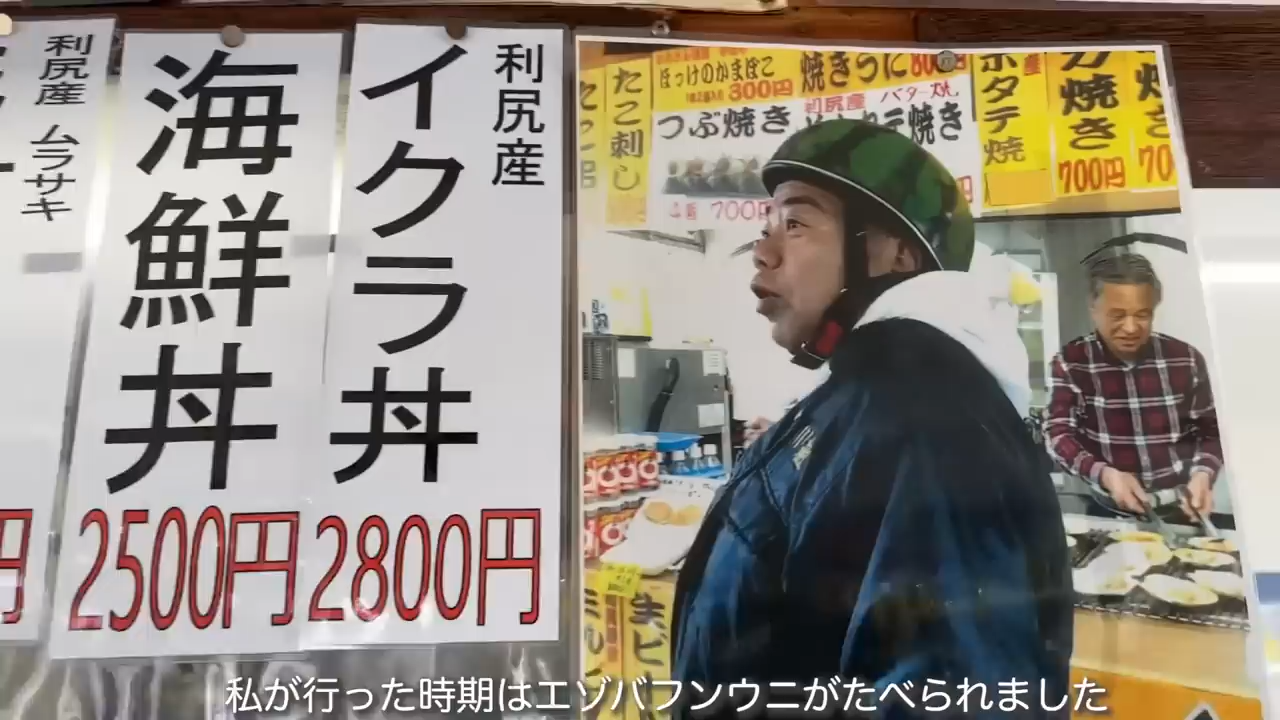 利尻産 ムラサキ
円
海鮮丼
2500円
利尻産
イクラ丼
2800円
たこ刺し
ほっけのかまぼこ
300円
焼きうに
つぶ焼き
700円
利尻産 バター焼
焼き
ホタテ焼
焼き
700円
私が行った時期はエゾバフンウニがたべられました